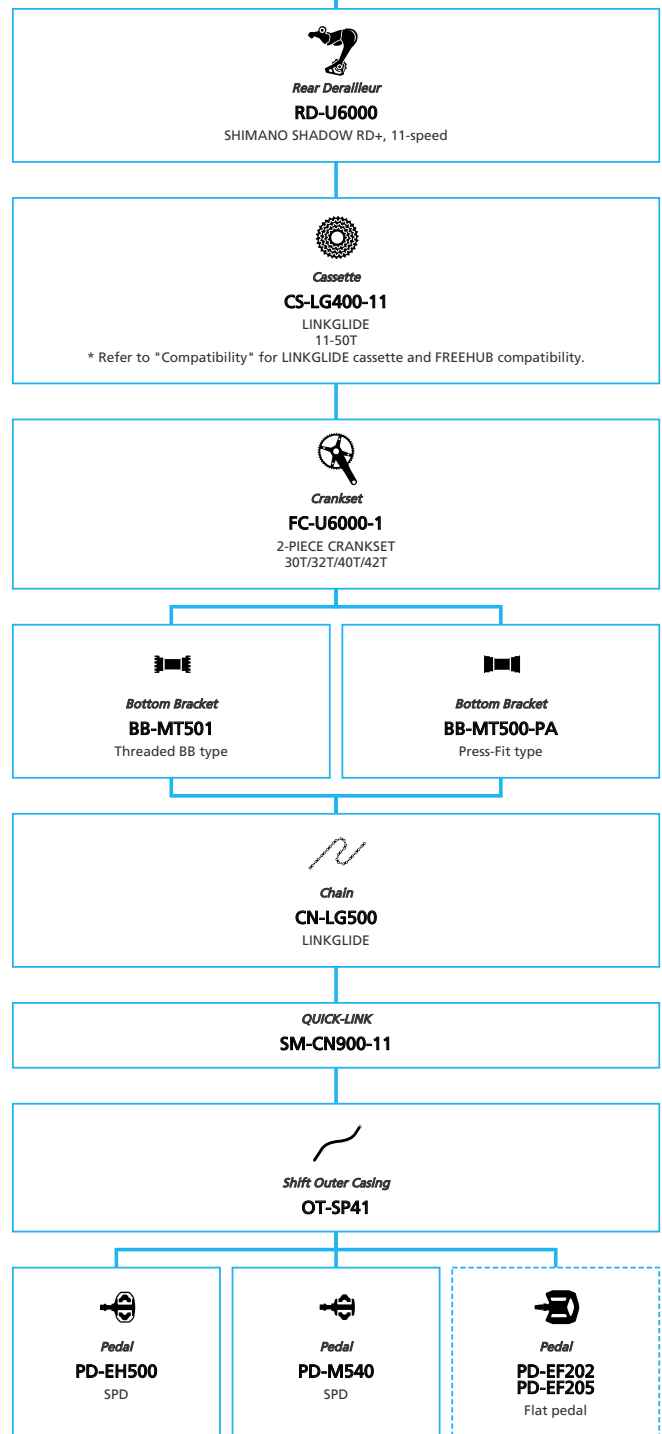 Rear Derailleur
RD-U6000
SHIMANO SHADOW RD+, 11-speed
Cassette
CS-LG400-11
LINKGLIDE
11-50T
* Refer to "Compatibility" for LINKGLIDE cassette and FREEHUB compatibility.
Crankset
FC-U6000-1
2-PIECE CRANKSET
30T/32T/40T/42T
Bottom Bracket
BB-MT501
Threaded BB type
Bottom Bracket
BB-MT500-PA
Press-Fit type
Chain
CN-LG500
LINKGLIDE
QUICK-LINK
SM-CN900-11
Shift Outer Casing
OT-SP41
Pedal
PD-EH500
SPD
Pedal
PD-M540
SPD
Pedal
PD-EF202
PD-EF205
Flat pedal